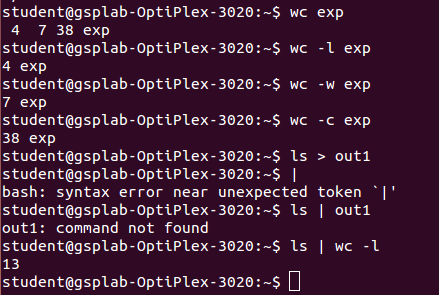 student@gsplab-OptiPlex-3020:~$ wc exp
 4  7 38 exp
student@gsplab-OptiPlex-3020:~$ wc -l exp
4 exp
student@gsplab-OptiPlex-3020:~$ wc -w exp
7 exp
student@gsplab-OptiPlex-3020:~$ wc -c exp
38 exp
student@gsplab-OptiPlex-3020:~$ ls > out1
student@gsplab-OptiPlex-3020:~$ |
bash: syntax error near unexpected token `|'
student@gsplab-OptiPlex-3020:~$ ls | out1
out1: command not found
student@gsplab-OptiPlex-3020:~$ ls | wc -l
13
student@gsplab-OptiPlex-3020:~$